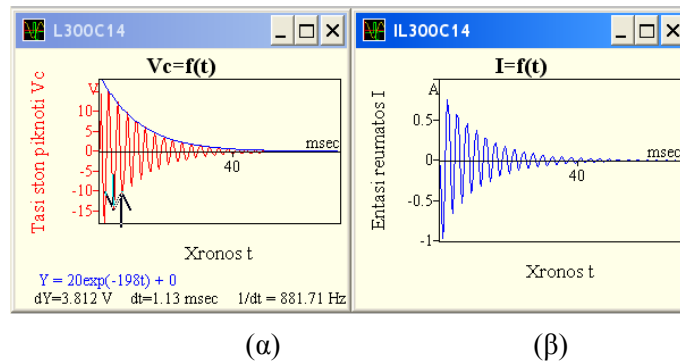 L300C14
Vc=f(t)
Tasi ston piknoti Vc
V
10
5
0
-5
-10
-15
40
msec
Xronos t
Y = 20exp(-198t) + 0
dY=3.812 V dt=1.13 msec 1/dt = 881.71 Hz
(α)
IL300C14
I=f(t)
Entasi reumatos I
A
0.5
0
-0.5
-1
40
msec
Xronos t
(β)